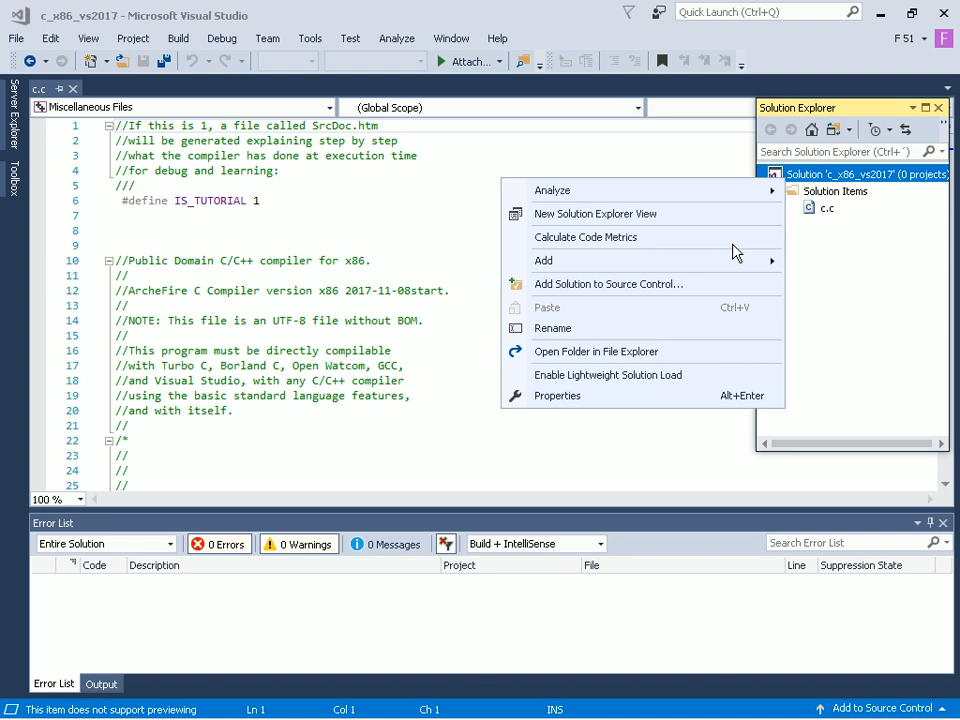 c_x86_vs2017 - Microsoft Visual Studio
Quick Launch (Ctrl+Q)
File Edit View Project Build Debug Team Tools Test Analyze Window Help
F 51
F
Attach...
Server Explorer
Toolbox
c.c
Miscellaneous Files
(Global Scope)
1 //If this is 1, a file called SrcDoc.htm
2 //will be generated explaining step by step
3 //what the compiler has done at execution time
4 //for debug and learning:
5 ///
6 #define IS_TUTORIAL 1
7
8
9
10 //Public Domain C/C++ compiler for x86.
11 //
12 //ArcheFire C Compiler version x86 2017-11-08start.
13 //
14 //NOTE: This file is an UTF-8 file without BOM.
15 //
16 //This program must be directly compilable
17 //with Turbo C, Borland C, Open Watcom, GCC,
18 //and Visual Studio, with any C/C++ compiler
19 //using the basic standard language features,
20 //and with itself.
21 //
22 /*
23 //
24 //
25 //
100 %
Solution Explorer
Search Solution Explorer (Ctrl+´)
Solution 'c_x86_vs2017' (0 projects)
Solution Items
c.c
Analyze
New Solution Explorer View
Calculate Code Metrics
Add
Add Solution to Source Control...
Paste Ctrl+V
Rename
Open Folder in File Explorer
Enable Lightweight Solution Load
Properties Alt+Enter
Error List
Entire Solution
0 Errors
0 Warnings
0 Messages
Build + IntelliSense
Search Error List
Code Description Project File Line Suppression State
Error List Output
This item does not support previewing Ln 1 Col 1 Ch 1 INS Add to Source Control